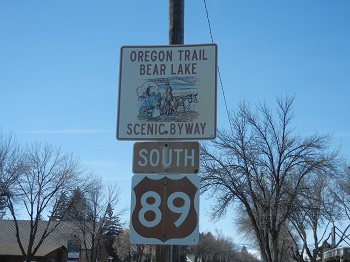 OREGON TRAIL
BEAR LAKE
SCENIC BYWAY
SOUTH
89